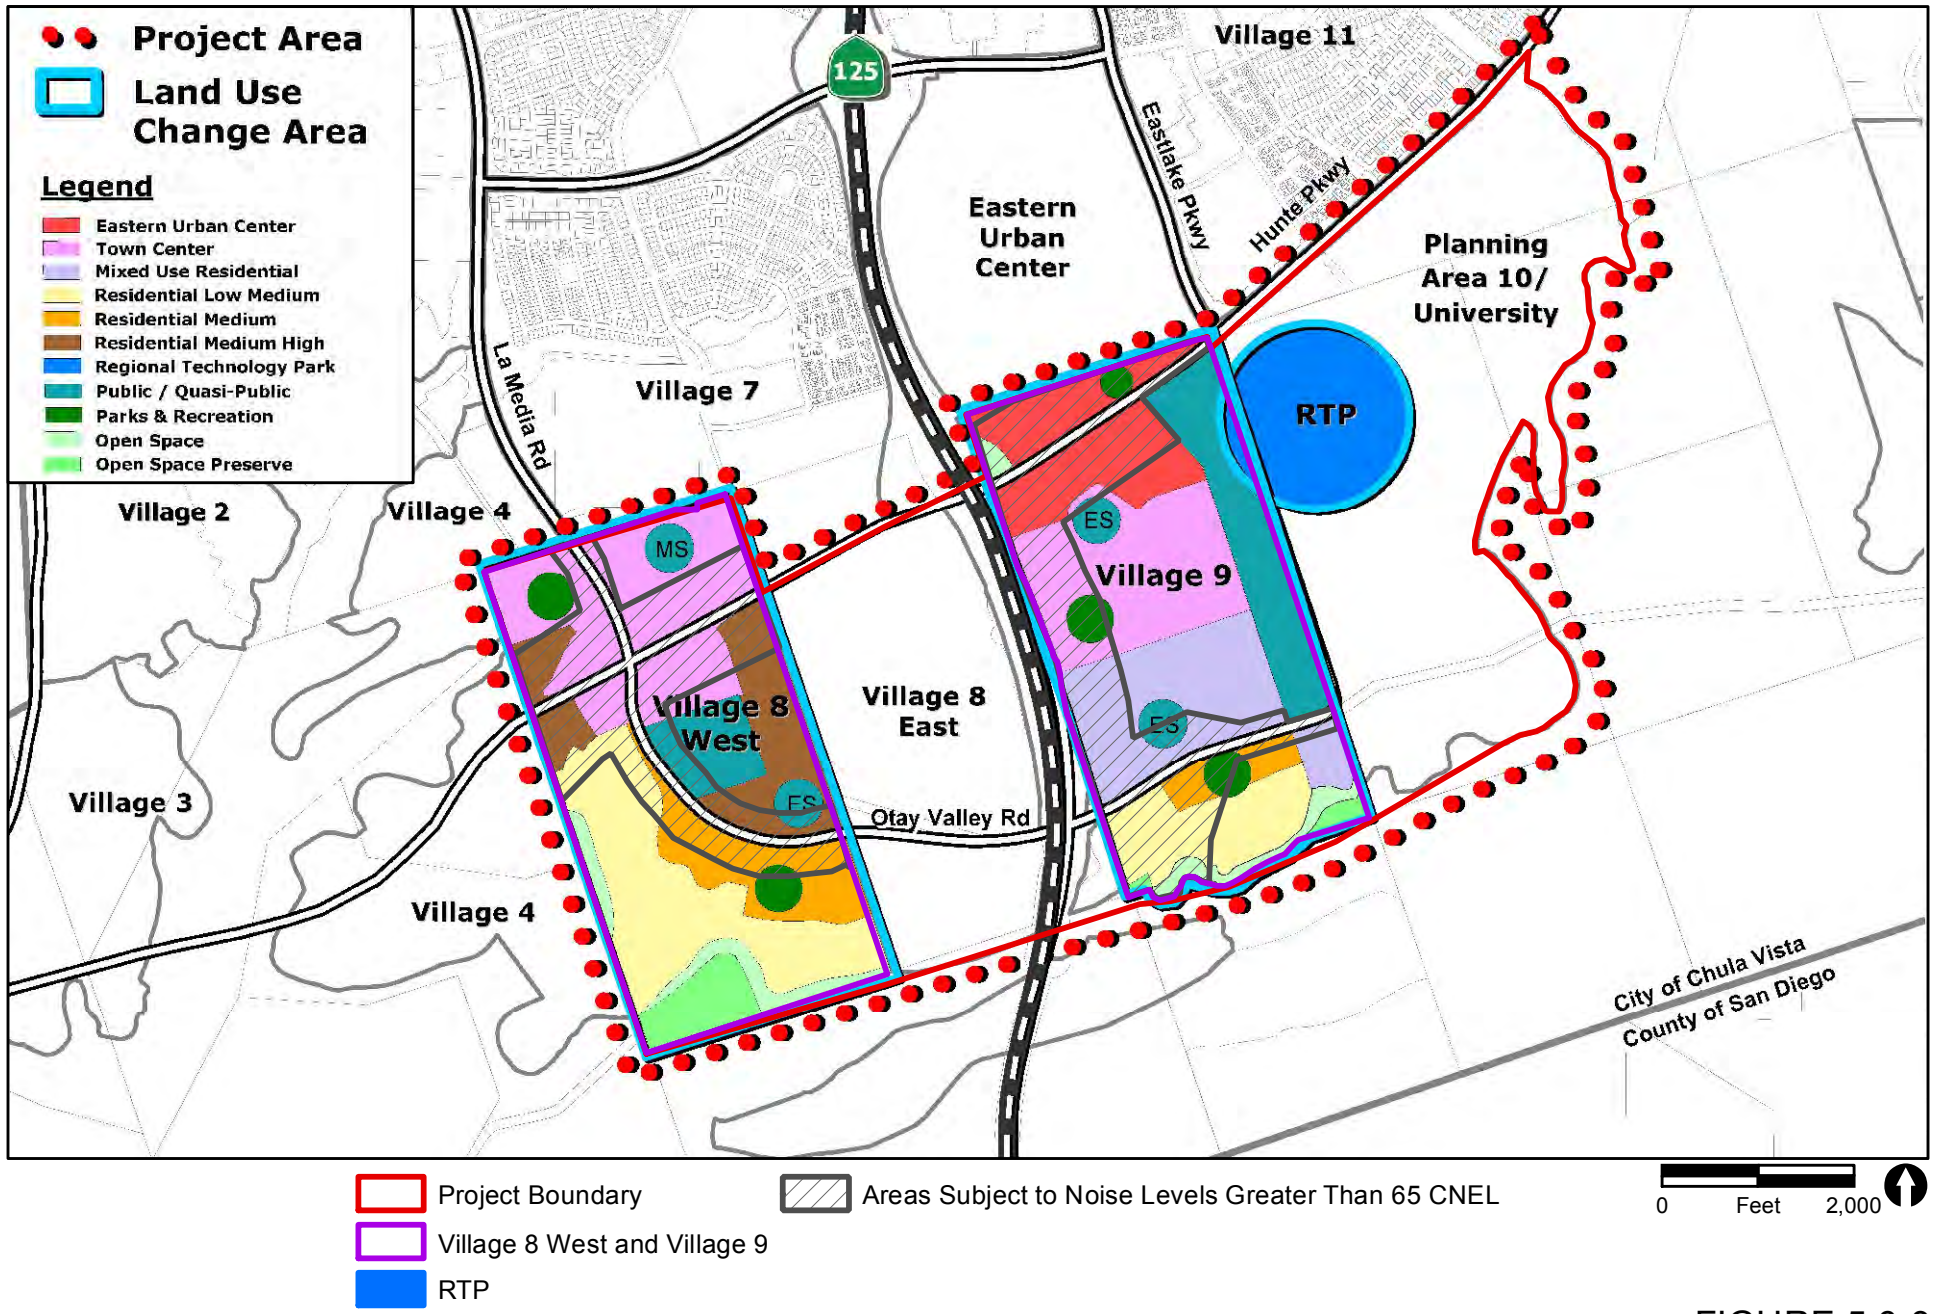 Project Area
Land Use
Change Area
Legend
Eastern Urban Center
Town Center
Mixed Use Residential
Residential Low Medium
Residential Medium
Residential Medium High
Regional Technology Park
Public / Quasi-Public
Parks & Recreation
Open Space
Open Space Preserve
125
Village 11
Eastlake Pkwy
Hunte Pkwy
Eastern
Urban
Center
Planning
Area 10/
University
La Media Rd
Village 7
RTP
Village 2
Village 4
MS
ES
Village 9
Village 8
West
Village 8
East
ES
Village 3
ES
Otay Valley Rd
Village 4
City of Chula Vista
County of San Diego
Project Boundary
Areas Subject to Noise Levels Greater Than 65 CNEL
0 Feet 2,000
Village 8 West and Village 9
RTP